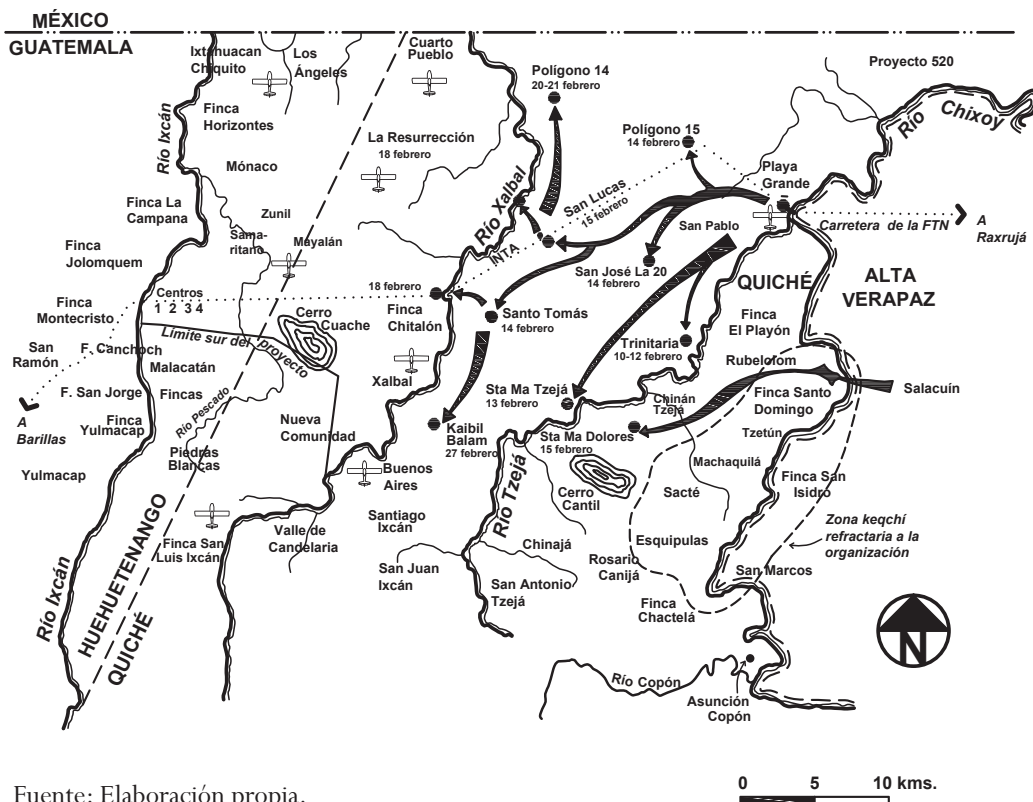 MÉXICO
GUATEMALA
Ixtahuacan
Chiquito
Los
Ángeles
Cuarto
Pueblo
Polígono 14
20-21 febrero
Proyecto 520
Río Chixoy
Finca
Horizontes
Río Ixcán
La Resurrección
18 febrero
Polígono 15
14 febrero
Mónaco
Playa
Grande
Río Xalbal
San Lucas
15 febrero
Finca La
Campana
Zunil
Sama-
ritano
Mayalán
San Pablo
Carretera de la FTN
A
Raxrujá
Finca
Jolomquem
INTA
San José La 20
14 febrero
QUICHÉ
ALTA
VERAPAZ
18 febrero
Centros
1 2 3 4
Finca
Montecristo
Cerro
Cuache
Finca
Chitalón
Santo Tomás
14 febrero
Finca
El Playón
Límite sur del proyecto
San
Ramón
F. Canchoch
Malacatán
Trinitaria
10-12 febrero
Rubelolom
F. San Jorge
Fincas
Xalbal
Sta Ma Tzejá
13 febrero
Chinán
Tzejá
Finca Santo
Domingo
Salacuín
A
Barillas
Finca
Yulmacap
Río Pescado
Nueva
Comunidad
Kaibil
Balam
27 febrero
Sta Ma Dolores
15 febrero
Tzetún
Piedras
Blancas
Yulmacap
Buenos
Aires
Machaquilá
Finca San
Isidro
Cerro
Cantil
Sacté
Río Tzejá
Santiago
Ixcán
Zona keqchí
refractaria a la
organización
Finca San
Luis Ixcán
Valle de
Candelaria
Chinajá
Esquipulas
Rosario
Canijá
San Juan
Ixcán
San Marcos
San Antonio
Tzejá
Finca
Chactelá
Río Ixcán
HUEHUETENANGO
QUICHÉ
N
Río Copón
Asunción
Copón
0 5 10 kms.
Fuente: Elaboración propia.